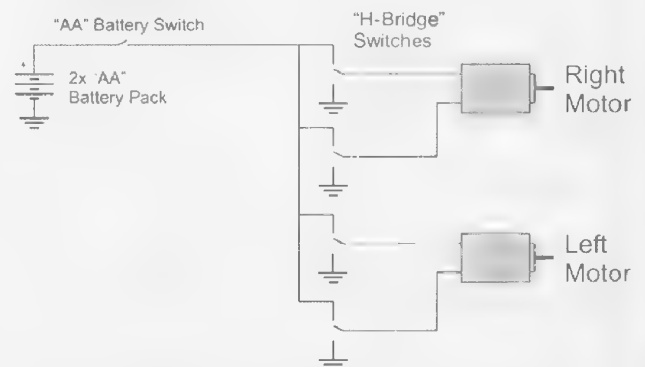 "AA" Battery Switch
"H-Bridge"
Switches
+
2x "AA"
Battery Pack
Right
Motor
Left
Motor